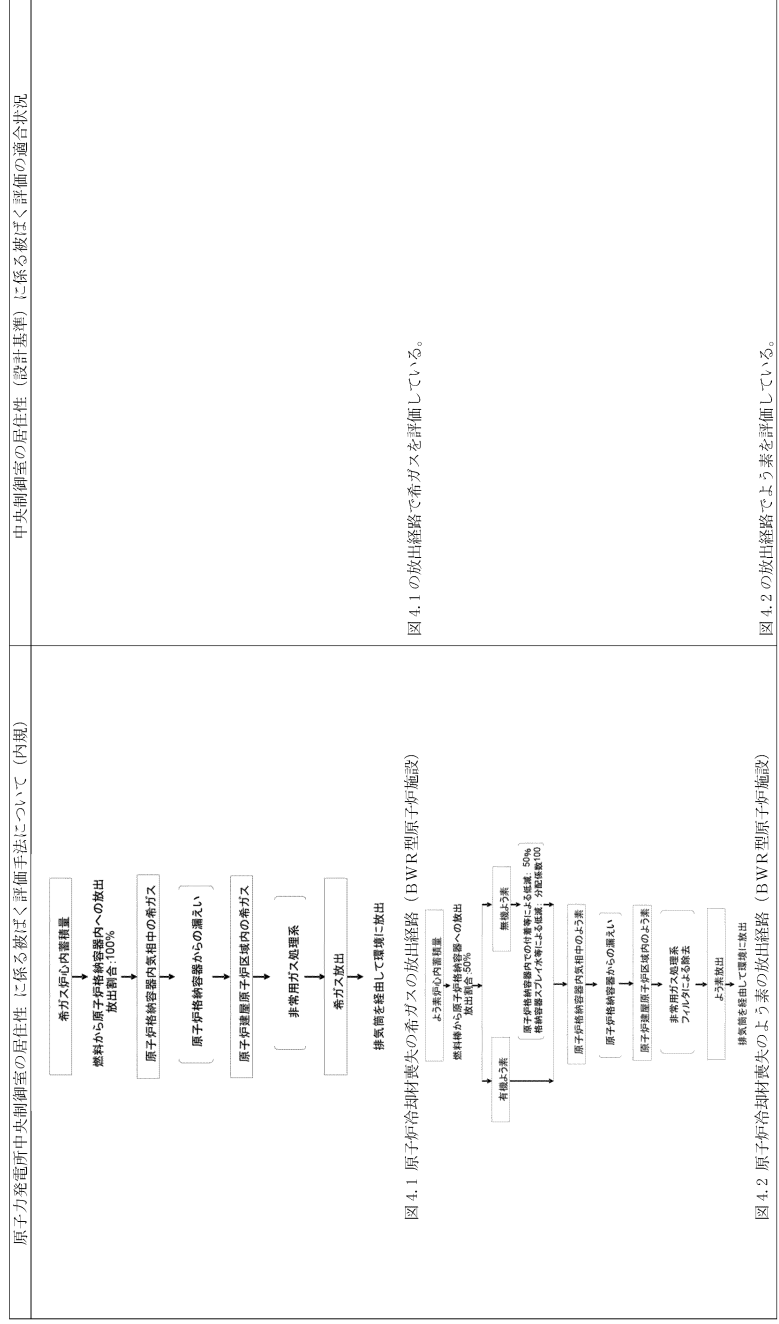 原子力発電所中央制御室の居住性 に係る被ばく評価手法について（内規）
中央制御室の居住性（設計基準）に係る被ばく評価の適合状況
希ガス炉心内蓄積量
燃料から原子炉格納容器内への放出
放出割合:100%
原子炉格納容器内気相中の希ガス
原子炉格納容器からの漏えい
原子炉建屋原子炉区域内の希ガス
非常用ガス処理系
希ガス放出
排気筒を経由して環境に放出
図 4.1 原子炉冷却材喪失の希ガスの放出経路（BWR型原子炉施設）
図 4.1 の放出経路で希ガスを評価している。
よう素炉心内蓄積量
燃料棒から原子炉格納容器への放出
放出割合:50%
有機よう素
無機よう素
原子炉格納容器内での付着等による低減: 50%
格納容器スプレイ水等による低減: 分配係数100
原子炉格納容器内気相中のよう素
原子炉格納容器からの漏えい
原子炉建屋原子炉区域内のよう素
非常用ガス処理系
フィルタによる除去
よう素放出
排気筒を経由して環境に放出
図 4.2 原子炉冷却材喪失のよう素の放出経路（BWR型原子炉施設）
図 4.2 の放出経路でよう素を評価している。